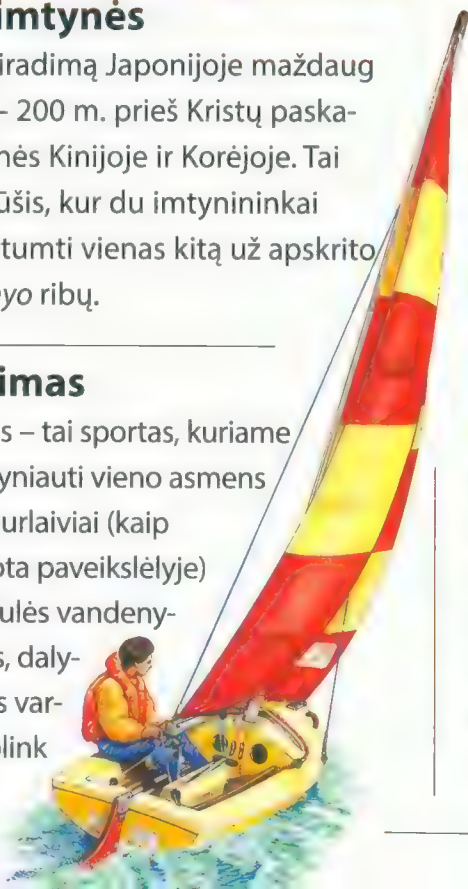 imtynės
iradimą Japonijoje maždaug
– 200 m. prieš Kristų paska-
nės Kinijoje ir Korėjoje. Tai
ūšis, kur du imtynininkai
tumti vienas kitą už apskrito
yo ribų.
imas
s – tai sportas, kuriame
yniauti vieno asmens
urlaiviai (kaip
ota paveikslėlyje)
ulės vandeny-
s, daly-
s var-
link